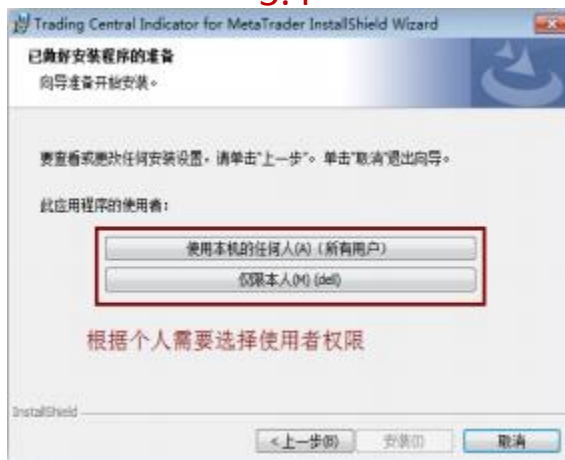 Trading Central Indicator for MetaTrader InstallShield Wizard
已做好安装程序的准备
向导准备开始安装。
要查看或更改任何安装设置，请单击“上一步”。单击“取消”退出向导。
此应用程序的使用者：
使用本机的任何人(A)（所有用户）
仅限本人(M) (dell)
根据个人需要选择使用者权限
InstallShield
<上一步(B)
安装(I)
取消